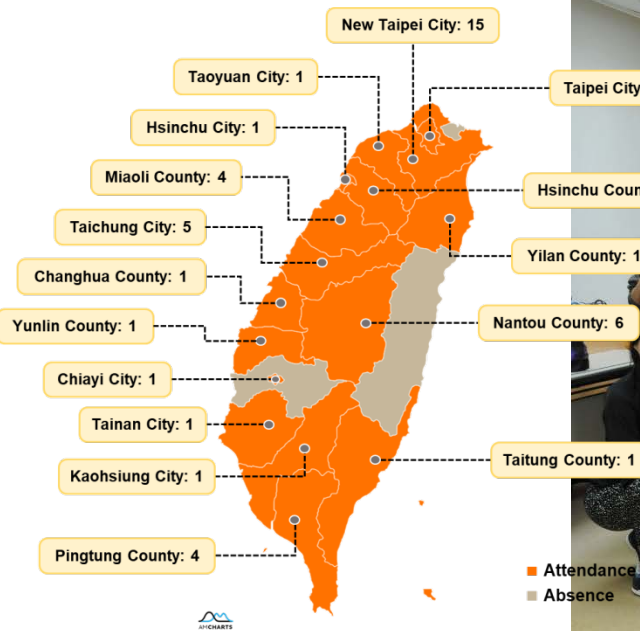 New Taipei City: 15
Taoyuan City: 1
Taipei City
Hsinchu City: 1
Miaoli County: 4
Hsinchu
Taichung City: 5
Yilan County: 1
Changhua County: 1
Yunlin County: 1
Nantou County: 6
Chiayi City: 1
Tainan City: 1
Kaohsiung City: 1
Taitung County: 1
Pingtung County: 4
Attendance
Absence
AMCHARTS